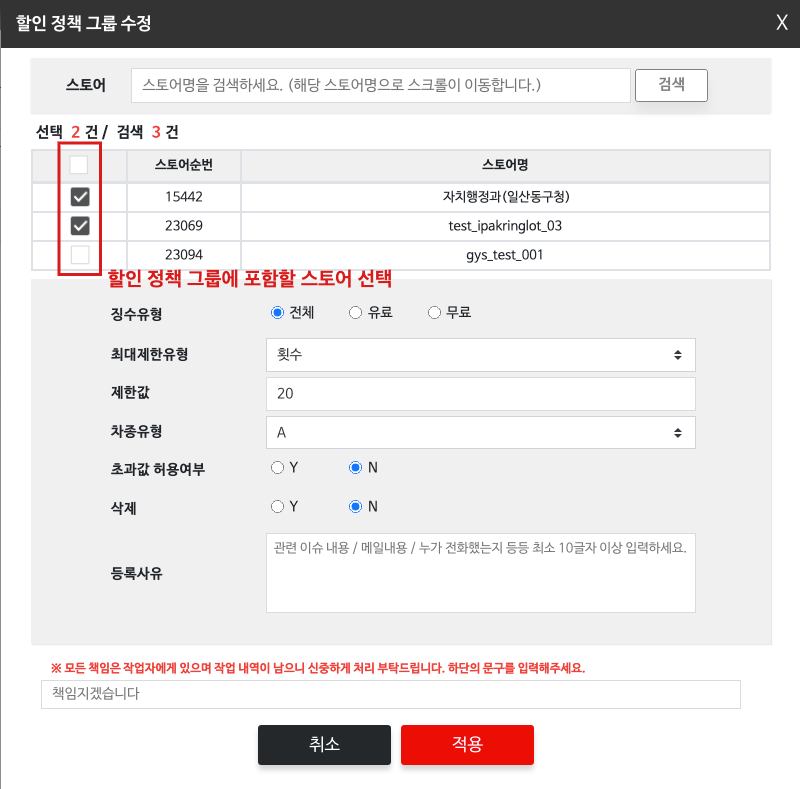 할인 정책 그룹 수정 X
스토어 스토어명을 검색하세요. (해당 스토어명으로 스크롤이 이동합니다.) 검색
선택 2 건 / 검색 3 건
스토어순번 스토어명
15442 자치행정과(일산동구청)
23069 test_ipakringlot_03
23094 gys_test_001
할인 정책 그룹에 포함할 스토어 선택
징수유형 전체 유료 무료
최대제한유형 횟수
제한값 20
차종유형 A
초과값 허용여부 Y N
삭제 Y N
관련 이슈 내용 / 메일내용 / 누가 전화했는지 등등 최소 10글자 이상 입력하세요.
등록사유
※ 모든 책임은 작업자에게 있으며 작업 내역이 남으니 신중하게 처리 부탁드립니다. 하단의 문구를 입력해주세요.
책임지겠습니다
취소 적용